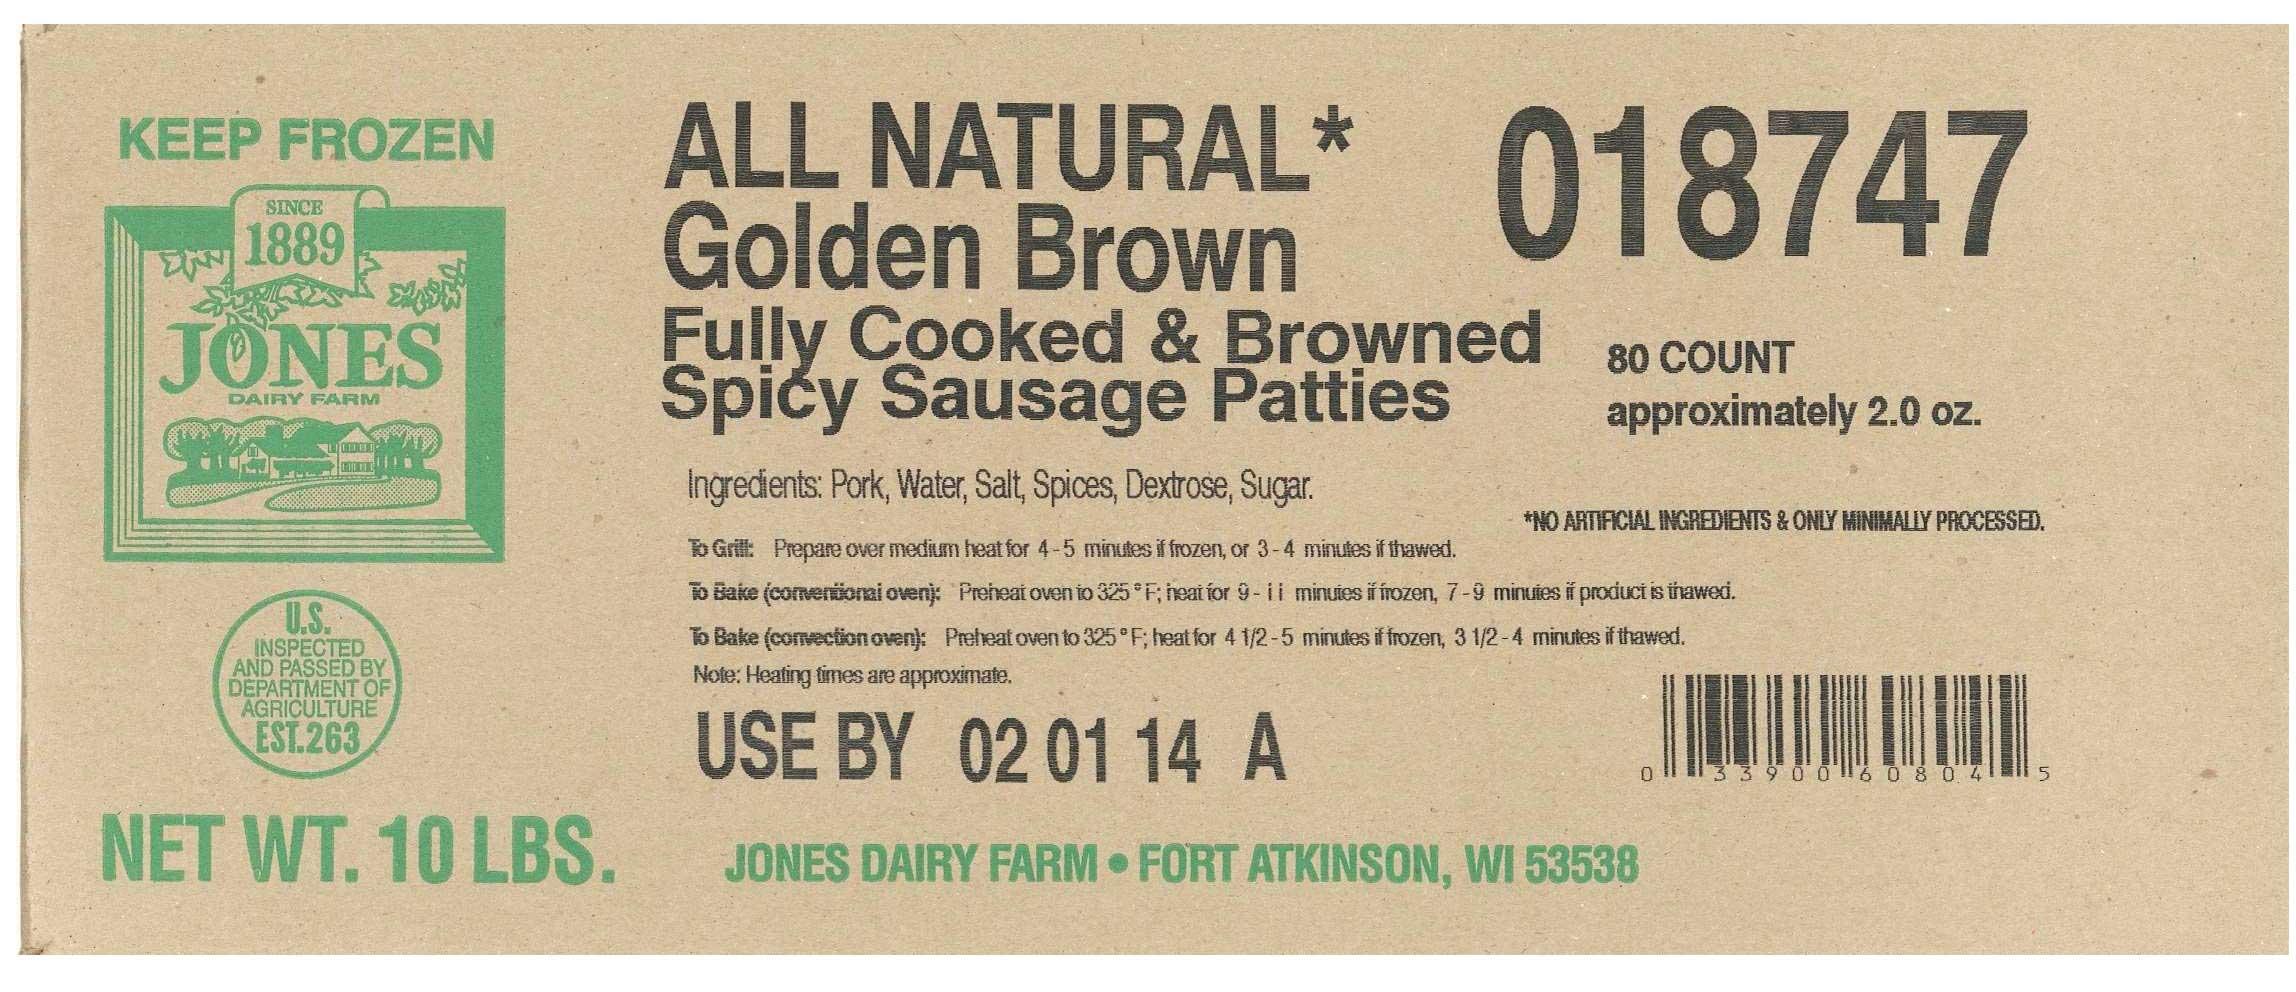 KEEP FROZEN
SINCE
1889
JONES
DAIRY FARM
U.S.
INSPECTED
AND PASSED BY
DEPARTMENT OF
AGRICULTURE
EST.263
NET WT. 10 LBS.
ALL NATURAL*
Golden Brown
Fully Cooked & Browned
Spicy Sausage Patties
018747
80 COUNT
approximately 2.0 oz.
Ingredients: Pork, Water, Salt, Spices, Dextrose, Sugar.
*NO ARTIFICIAL INGREDIENTS & ONLY MINIMALLY PROCESSED.
To Grill: Prepare over medium heat for 4 - 5 minutes if frozen, or 3 - 4 minutes if thawed.
To Bake (conventional oven): Preheat oven to 325 ° F; heat for 9 - 11 minutes if frozen, 7 - 9 minutes if product is thawed.
To Bake (convection oven): Preheat oven to 325 ° F; heat for 4 1/2 - 5 minutes if frozen, 3 1/2 - 4 minutes if thawed.
Note: Heating times are approximate.
USE BY 02 01 14 A
0 33900 60804 5
JONES DAIRY FARM • FORT ATKINSON, WI 53538